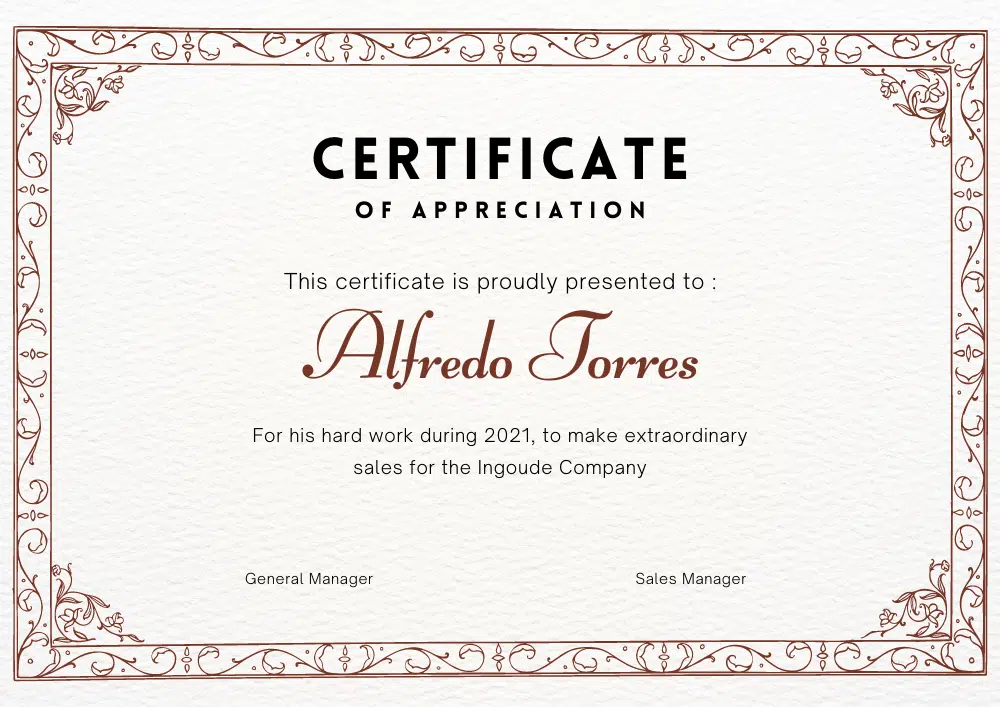 CERTIFICATE
OF APPRECIATION
This certificate is proudly presented to :
Alfredo Torres
For his hard work during 2021, to make extraordinary
sales for the Ingoude Company
General Manager
Sales Manager